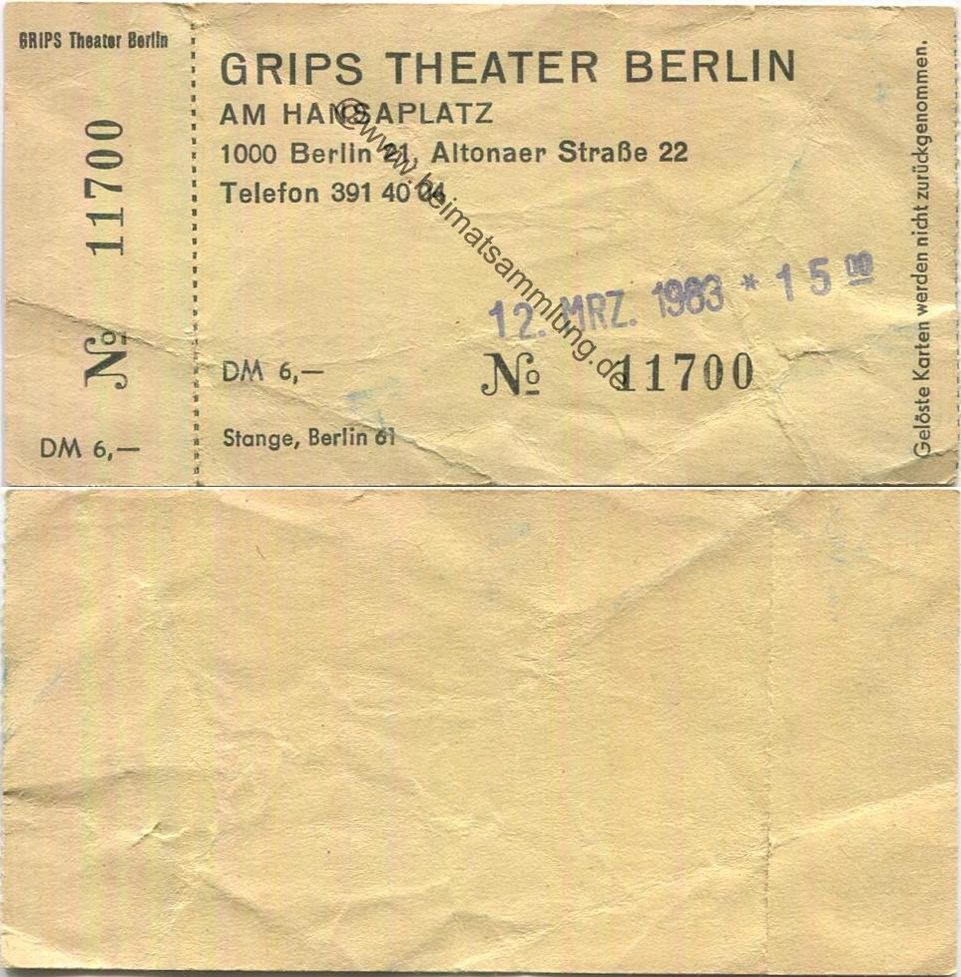 GRIPS Theater Berlin
№ 11700
DM 6,—
GRIPS THEATER BERLIN
AM HANSAPLATZ
1000 Berlin 21, Altonaer Straße 22
Telefon 391 40 04
12. MRZ. 1983 * 15 00
DM 6,—
№ 11700
Stange, Berlin 61
Gelöste Karten werden nicht zurückgenommen.
©www.heimatsammlung.de